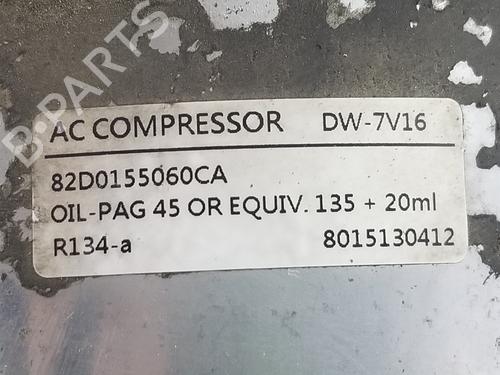 B-PARTS
AC COMPRESSOR DW-7V16
82D0155060CA
OIL-PAG 45 OR EQUIV. 135 + 20ml
R134-a 8015130412